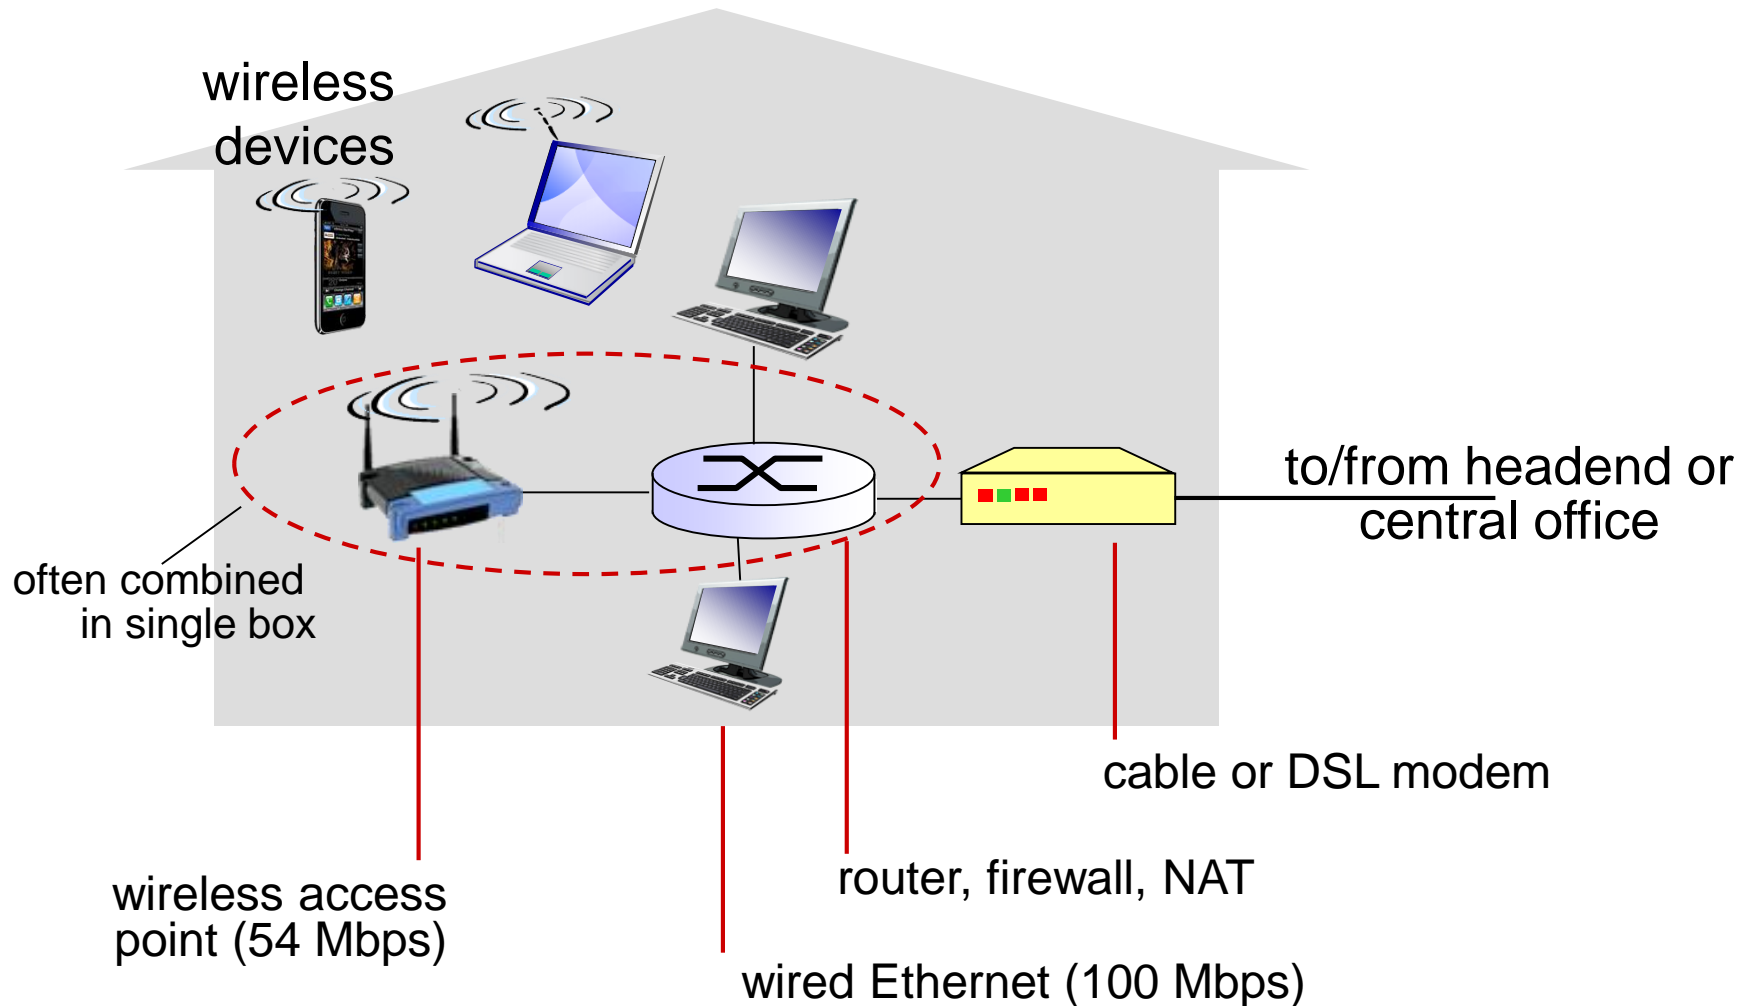 wireless
devices
to/from headend or
central office
often combined
in single box
cable or DSL modem
router, firewall, NAT
wireless access
point (54 Mbps)
wired Ethernet (100 Mbps)